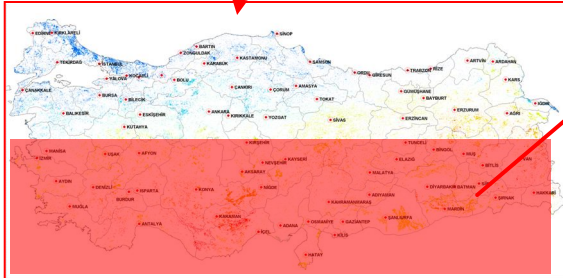 SİNOP
EDİRNE KIRKLARELİ
BARTIN
ZONGULDAK
KASTAMONU
TEKİRDAĞ
İSTANBUL
KARABÜK
SAMSUN
ARTVİN
ARDAHAN
KOCAELİ
YALOVA
BOLU
ORDU
GİRESUN
TRABZON
RİZE
KARS
ÇANAKKALE
BURSA
BİLECİK
ÇANKIRI
ÇORUM
AMASYA
TOKAT
GÜMÜŞHANE
BAYBURT
IĞDIR
BALIKESİR
ESKİŞEHİR
ANKARA
KIRIKKALE
YOZGAT
SİVAS
ERZİNCAN
ERZURUM
AĞRI
KÜTAHYA
KIRŞEHİR
TUNCELİ
BİNGÖL
MUŞ
MANİSA
İZMİR
UŞAK
AFYON
NEVŞEHİR
KAYSERİ
ELAZIĞ
BİTLİS
VAN
AKSARAY
MALATYA
AYDIN
DENİZLİ
ISPARTA
BURDUR
KONYA
NİĞDE
KAHRAMANMARAŞ
ADIYAMAN
DİYARBAKIR
BATMAN
ŞIRNAK
HAKKARİ
MUĞLA
ANTALYA
KARAMAN
İÇEL
ADANA
OSMANİYE
GAZİANTEP
ŞANLIURFA
MARDİN
KİLİS
HATAY